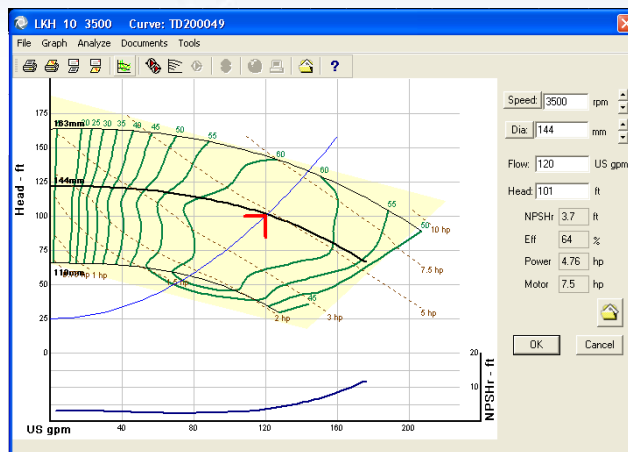 LKH 10 3500 Curve: TD200049
File Graph Analyze Documents Tools
?
Head - ft
175
150
125
100
75
50
25
0
163mm
144mm
20 25 30 35 40 45 50 55 60
60
55
50
45
1 hp
2 hp
3 hp
5 hp
7.5 hp
10 hp
US gpm
40 80 120 160 200
20
10
NPSHr - ft
Speed: 3500 rpm
Dia: 144 mm
Flow: 120 US gpm
Head: 101 ft
NPSHr 3.7 ft
Eff 64 %
Power 4.76 hp
Motor 7.5 hp
OK Cancel